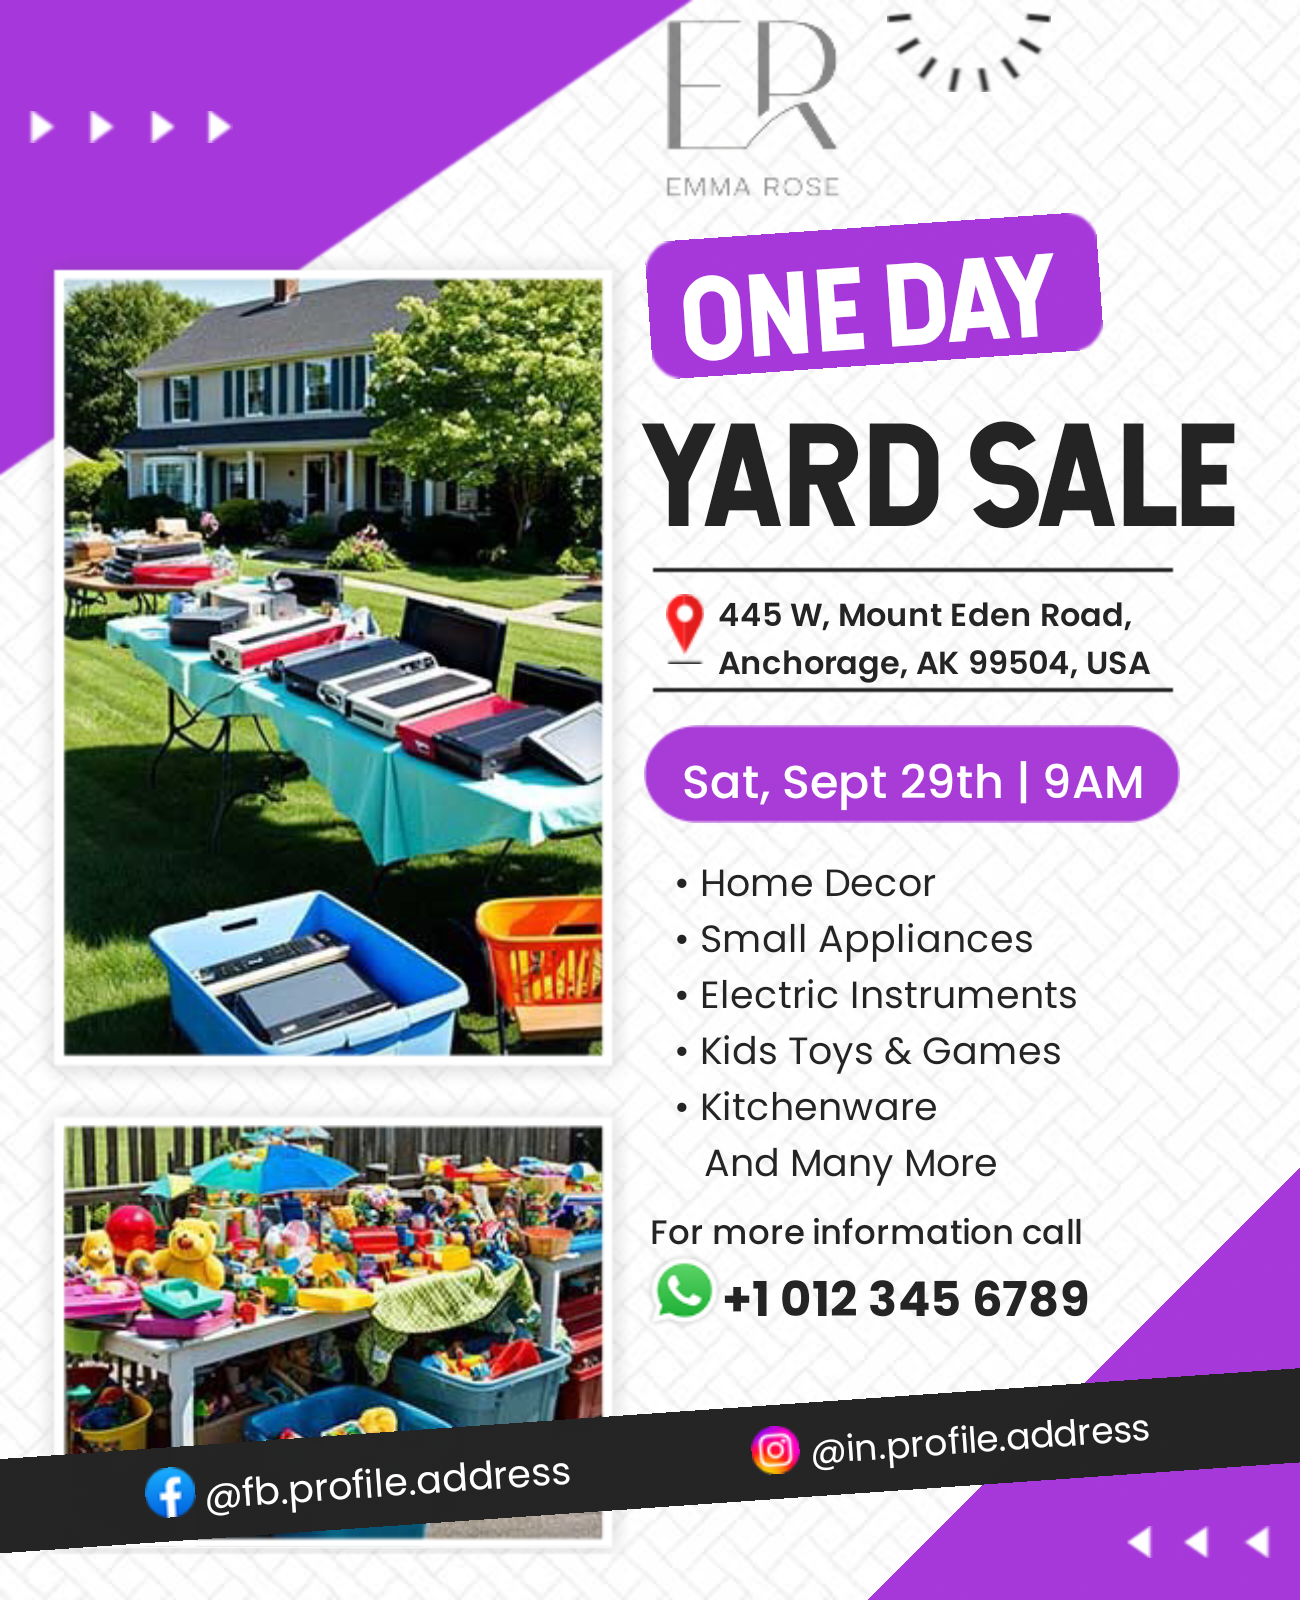 ER
EMMA ROSE
ONE DAY
YARD SALE
445 W, Mount Eden Road,
Anchorage, AK 99504, USA
Sat, Sept 29th | 9AM
• Home Decor
• Small Appliances
• Electric Instruments
• Kids Toys & Games
• Kitchenware
And Many More
For more information call
+1 012 345 6789
@fb.profile.address
@in.profile.address